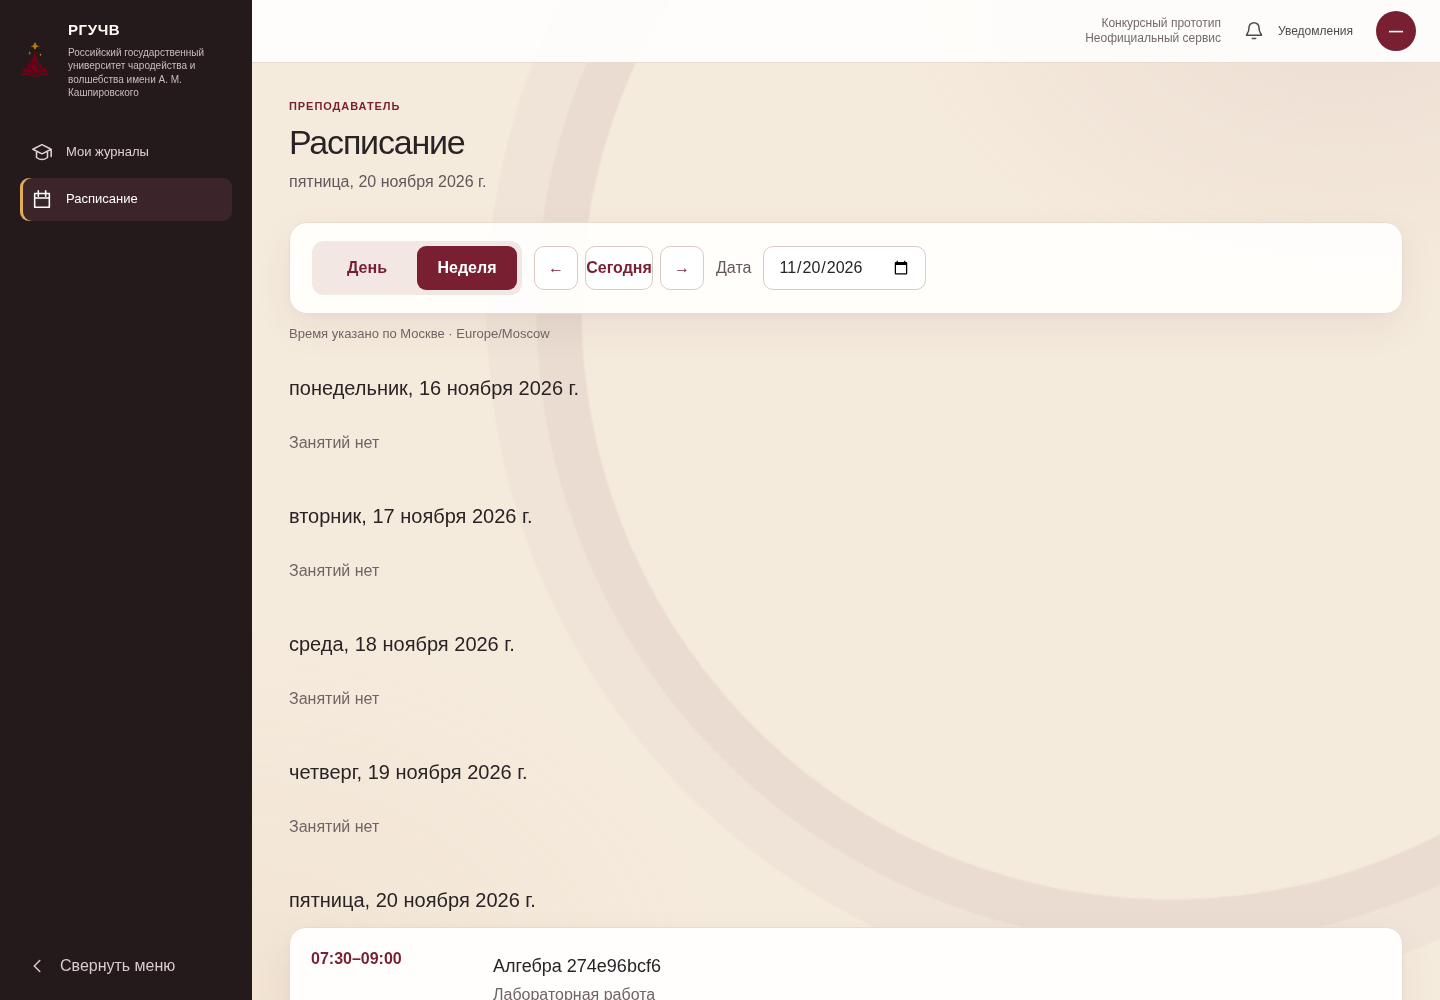 РГУЧВ
Российский государственный
университет чародейства и
волшебства имени А. М.
Кашпировского
Мои журналы
Расписание
Свернуть меню
Конкурсный прототип
Неофициальный сервис
Уведомления
—
ПРЕПОДАВАТЕЛЬ
Расписание
пятница, 20 ноября 2026 г.
День Неделя ← Сегодня → Дата 11/20/2026
Время указано по Москве · Europe/Moscow
понедельник, 16 ноября 2026 г.
Занятий нет
вторник, 17 ноября 2026 г.
Занятий нет
среда, 18 ноября 2026 г.
Занятий нет
четверг, 19 ноября 2026 г.
Занятий нет
пятница, 20 ноября 2026 г.
07:30–09:00
Алгебра 274e96bcf6
Лабораторная работа